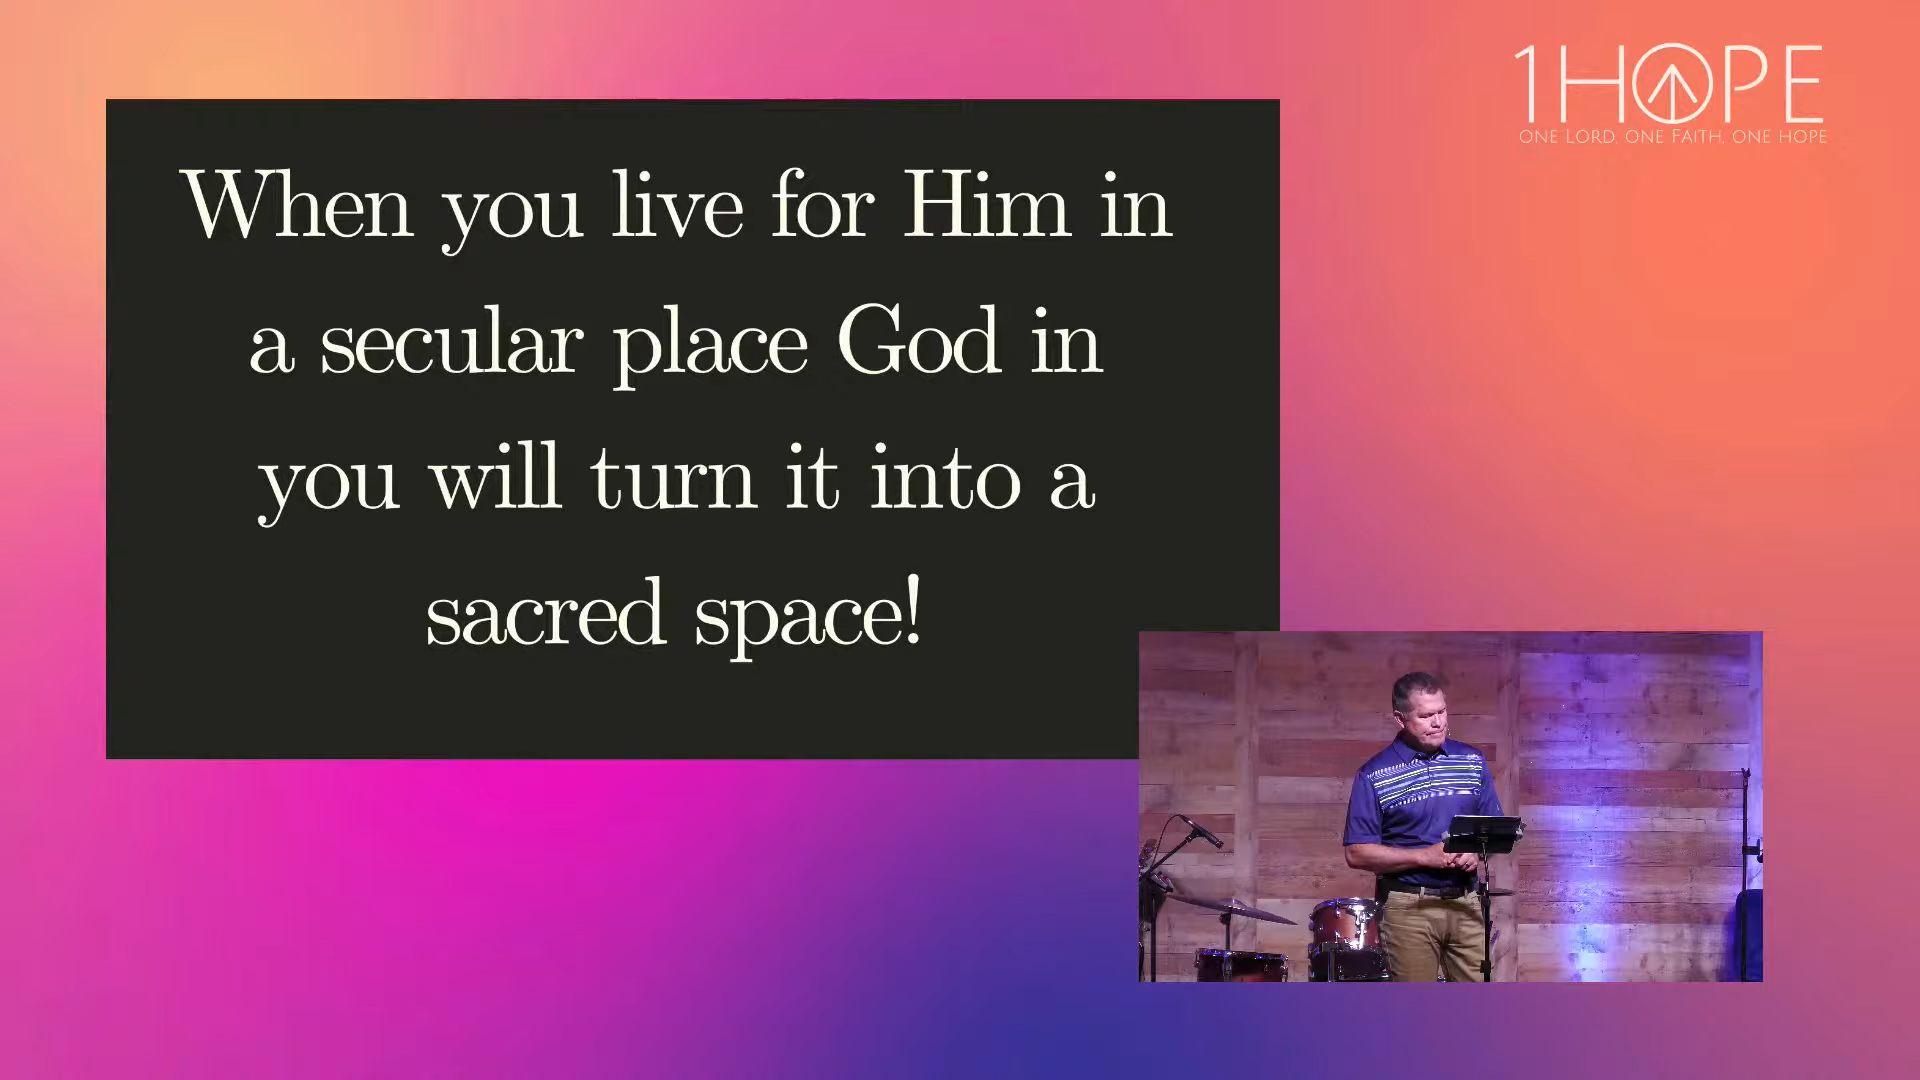 1HOPE
ONE LORD, ONE FAITH, ONE HOPE
When you live for Him in
a secular place God in
you will turn it into a
sacred space!